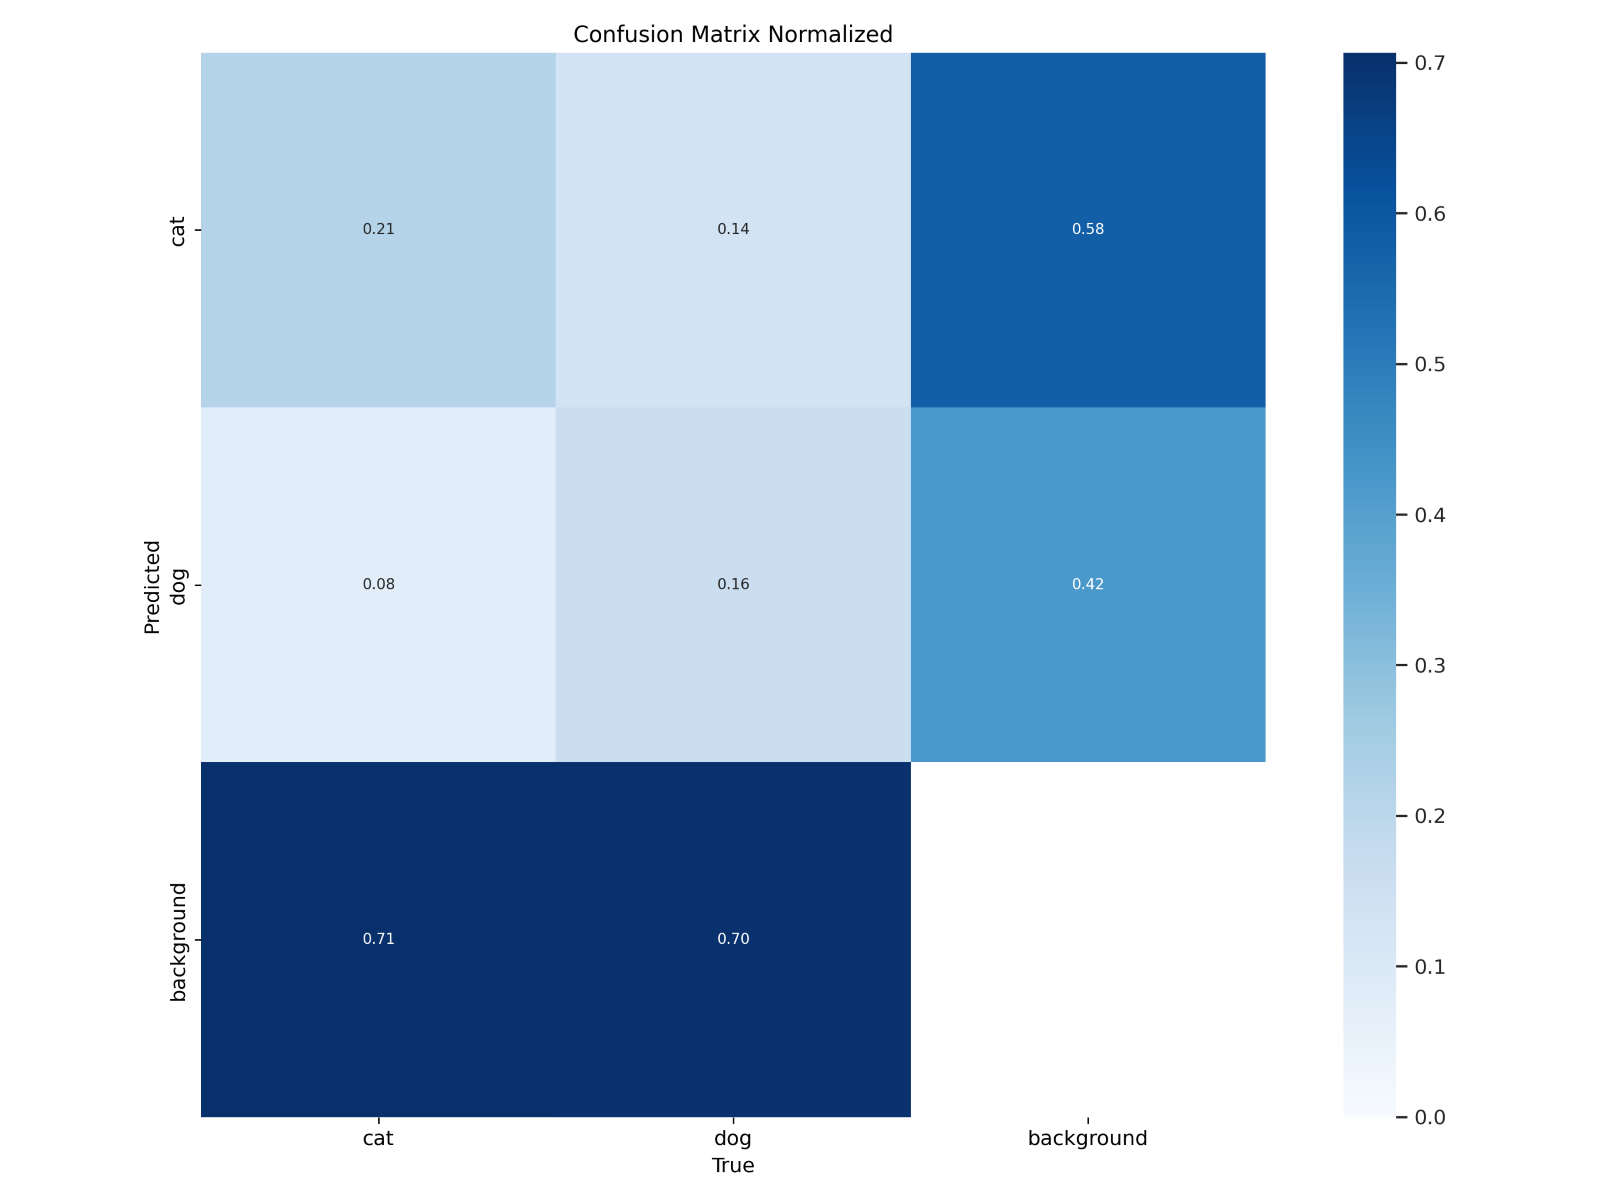 Confusion Matrix Normalized
cat
0.21
0.14
0.58
Predicted
dog
0.08
0.16
0.42
background
0.71
0.70
cat
dog
background
True
0.7
0.6
0.5
0.4
0.3
0.2
0.1
0.0